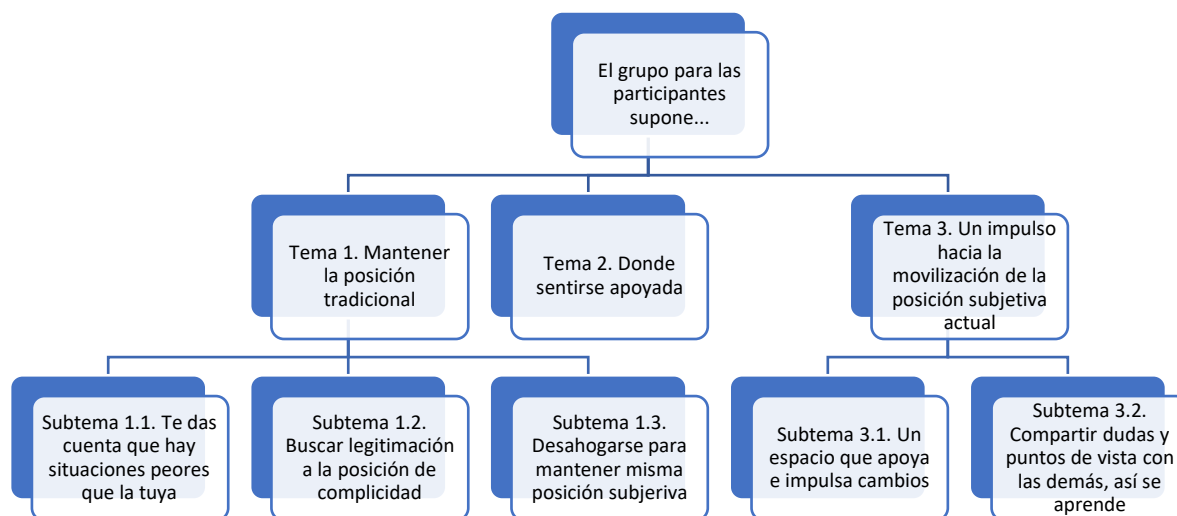 El grupo para las
participantes
supone...
Tema 1. Mantener
la posición
tradicional
Tema 2. Donde
sentirse apoyada
Tema 3. Un impulso
hacia la
movilización de la
posición subjetiva
actual
Subtema 1.1. Te das
cuenta que hay
situaciones peores
que la tuya
Subtema 1.2.
Buscar legitimación
a la posición de
complicidad
Subtema 1.3.
Desahogarse para
mantener misma
posición subjeriva
Subtema 3.1. Un
espacio que apoya
e impulsa cambios
Subtema 3.2.
Compartir dudas y
puntos de vista con
las demás, así se
aprende